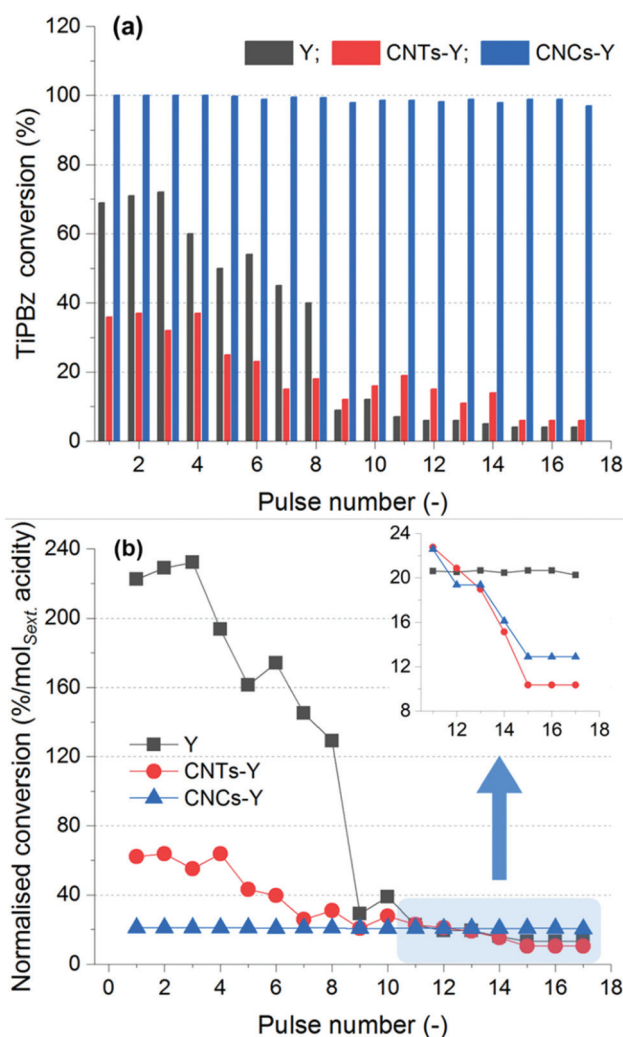 (a)
Y; CNTs-Y; CNCs-Y
TiPBz conversion (%)
120
100
80
60
40
20
0
2 4 6 8 10 12 14 16 18
Pulse number (-)
(b)
Normalised conversion (%/molSext. acidity)
240
200
160
120
80
40
0
Y
CNTs-Y
CNCs-Y
24
20
16
12
8
12 14 16 18
0 2 4 6 8 10 12 14 16 18
Pulse number (-)